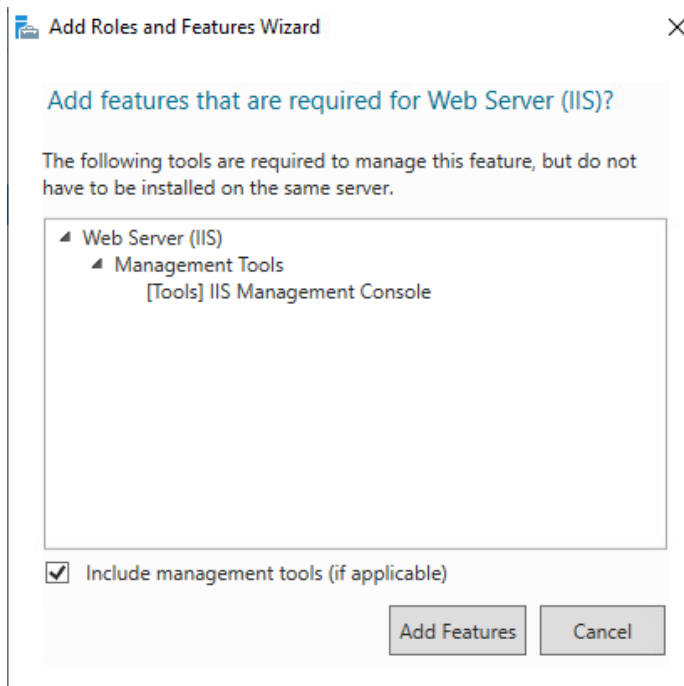 Add Roles and Features Wizard
Add features that are required for Web Server (IIS)?
The following tools are required to manage this feature, but do not
have to be installed on the same server.
Web Server (IIS)
Management Tools
[Tools] IIS Management Console
Include management tools (if applicable)
Add Features
Cancel